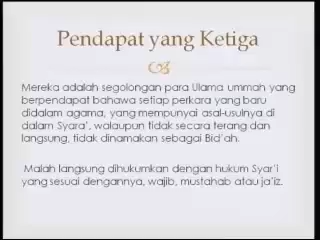 Pendapat yang Ketiga
Mereka adalah segolongan para Ulama ummah yang
berpendapat bahawa setiap perkara yang baru
didalam agama, yang mempunyai asal-usulnya di
dalam Syara', walaupun tidak secara terang dan
langsung, tidak dinamakan sebagai Bid'ah.
Malah langsung dihukumkan dengan hukum Syar'i
yang sesuai dengannya, wajib, mustahab atau ja'iz.